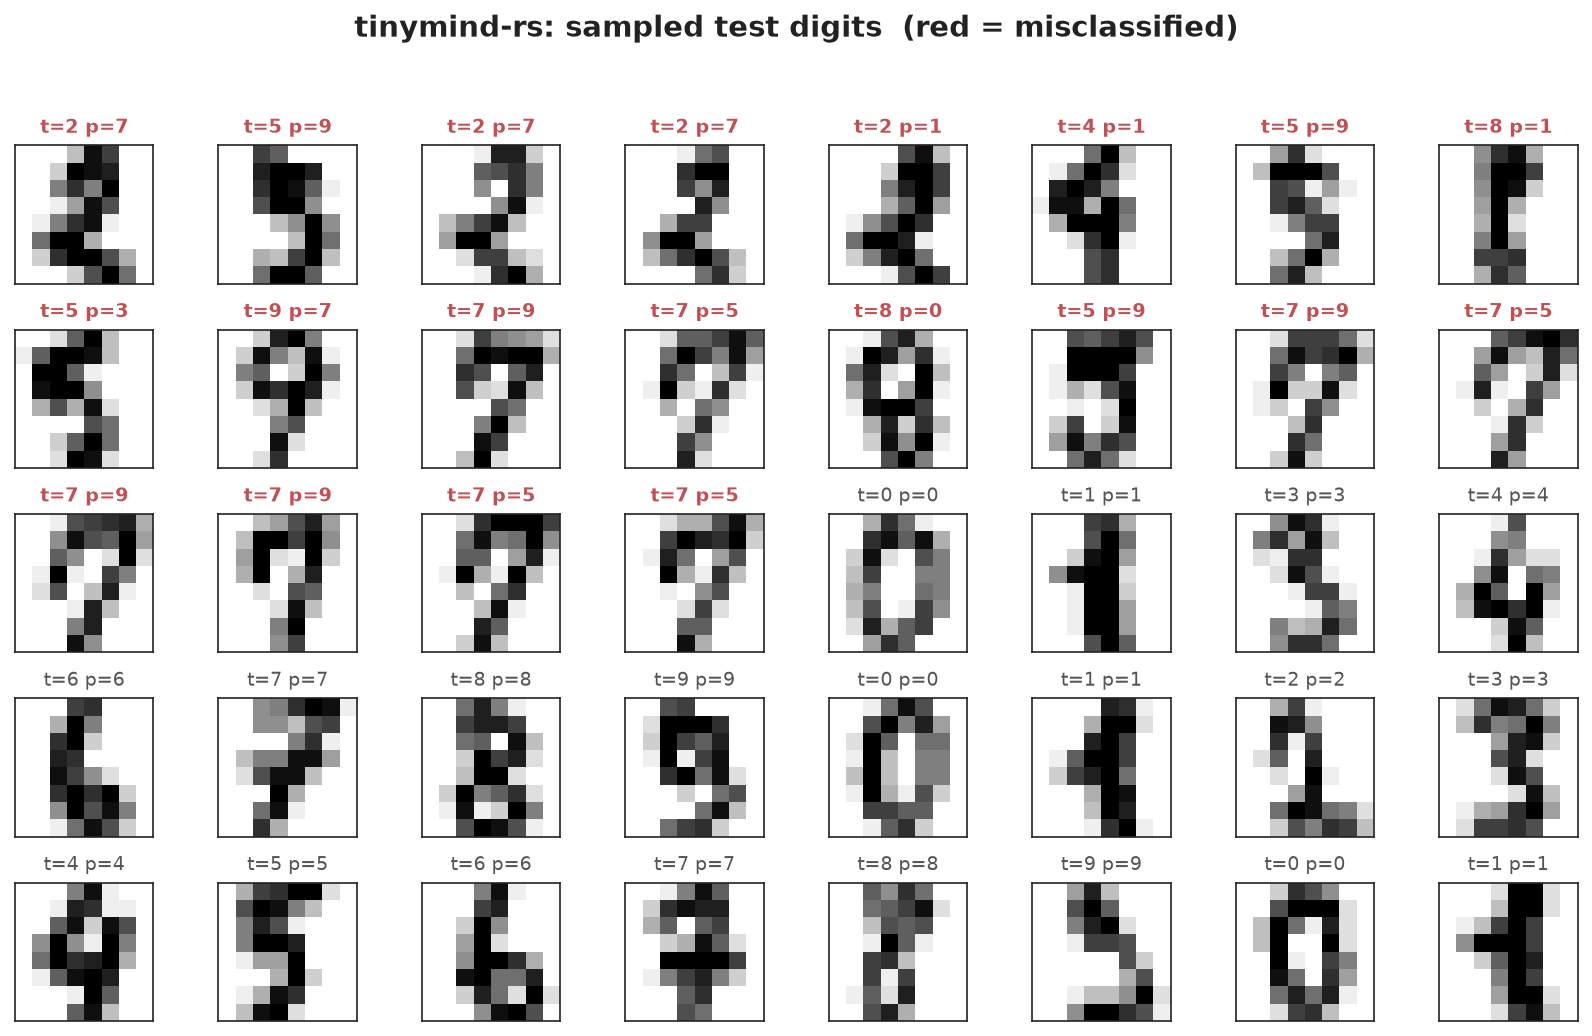 tinymind-rs: sampled test digits (red = misclassified)
t=2 p=7 t=5 p=9 t=2 p=7 t=2 p=7 t=2 p=1 t=4 p=1 t=5 p=9 t=8 p=1
t=5 p=3 t=9 p=7 t=7 p=9 t=7 p=5 t=8 p=0 t=5 p=9 t=7 p=9 t=7 p=5
t=7 p=9 t=7 p=9 t=7 p=5 t=7 p=5 t=0 p=0 t=1 p=1 t=3 p=3 t=4 p=4
t=6 p=6 t=7 p=7 t=8 p=8 t=9 p=9 t=0 p=0 t=1 p=1 t=2 p=2 t=3 p=3
t=4 p=4 t=5 p=5 t=6 p=6 t=7 p=7 t=8 p=8 t=9 p=9 t=0 p=0 t=1 p=1